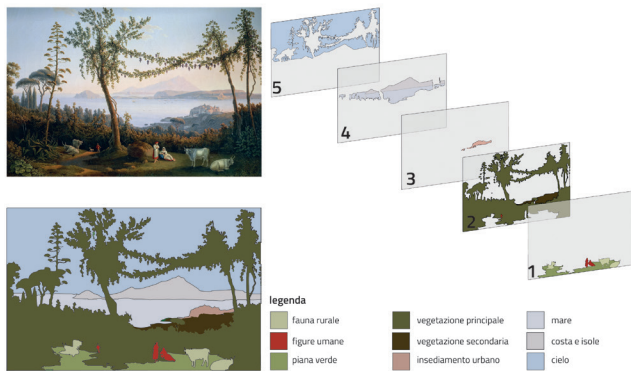 5
4
3
2
1
legenda
fauna rurale
vegetazione principale
mare
figure umane
vegetazione secondaria
costa e isole
piana verde
insediamento urbano
cielo